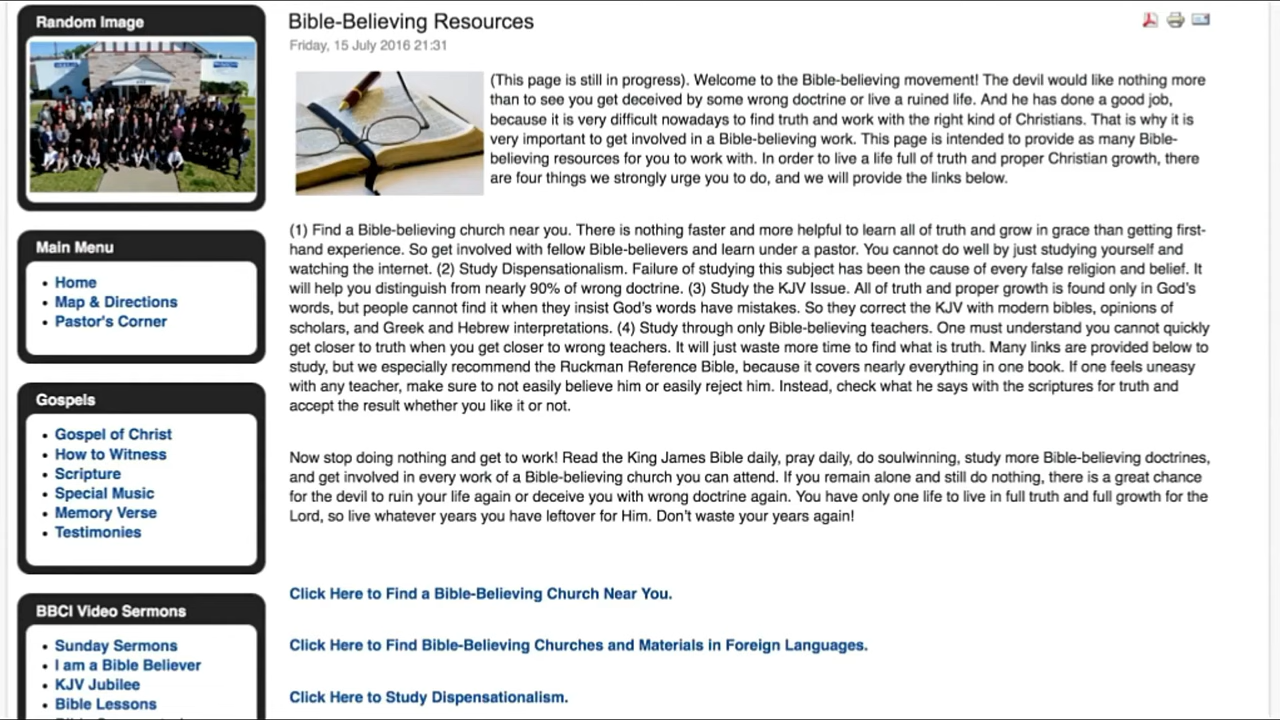 Random Image
Main Menu
Home
Map & Directions
Pastor's Corner
Gospels
Gospel of Christ
How to Witness
Scripture
Special Music
Memory Verse
Testimonies
BBCI Video Sermons
Sunday Sermons
I am a Bible Believer
KJV Jubilee
Bible Lessons
Bible-Believing Resources
Friday, 15 July 2016 21:31
(This page is still in progress). Welcome to the Bible-believing movement! The devil would like nothing more
than to see you get deceived by some wrong doctrine or live a ruined life. And he has done a good job,
because it is very difficult nowadays to find truth and work with the right kind of Christians. That is why it is
very important to get involved in a Bible-believing work. This page is intended to provide as many Bible-
believing resources for you to work with. In order to live a life full of truth and proper Christian growth, there
are four things we strongly urge you to do, and we will provide the links below.
(1) Find a Bible-believing church near you. There is nothing faster and more helpful to learn all of truth and grow in grace than getting first-
hand experience. So get involved with fellow Bible-believers and learn under a pastor. You cannot do well by just studying yourself and
watching the internet. (2) Study Dispensationalism. Failure of studying this subject has been the cause of every false religion and belief. It
will help you distinguish from nearly 90% of wrong doctrine. (3) Study the KJV Issue. All of truth and proper growth is found only in God's
words, but people cannot find it when they insist God's words have mistakes. So they correct the KJV with modern bibles, opinions of
scholars, and Greek and Hebrew interpretations. (4) Study through only Bible-believing teachers. One must understand you cannot quickly
get closer to truth when you get closer to wrong teachers. It will just waste more time to find what is truth. Many links are provided below to
study, but we especially recommend the Ruckman Reference Bible, because it covers nearly everything in one book. If one feels uneasy
with any teacher, make sure to not easily believe him or easily reject him. Instead, check what he says with the scriptures for truth and
accept the result whether you like it or not.
Now stop doing nothing and get to work! Read the King James Bible daily, pray daily, do soulwinning, study more Bible-believing doctrines,
and get involved in every work of a Bible-believing church you can attend. If you remain alone and still do nothing, there is a great chance
for the devil to ruin your life again or deceive you with wrong doctrine again. You have only one life to live in full truth and full growth for the
Lord, so live whatever years you have leftover for Him. Don't waste your years again!
Click Here to Find a Bible-Believing Church Near You.
Click Here to Find Bible-Believing Churches and Materials in Foreign Languages.
Click Here to Study Dispensationalism.